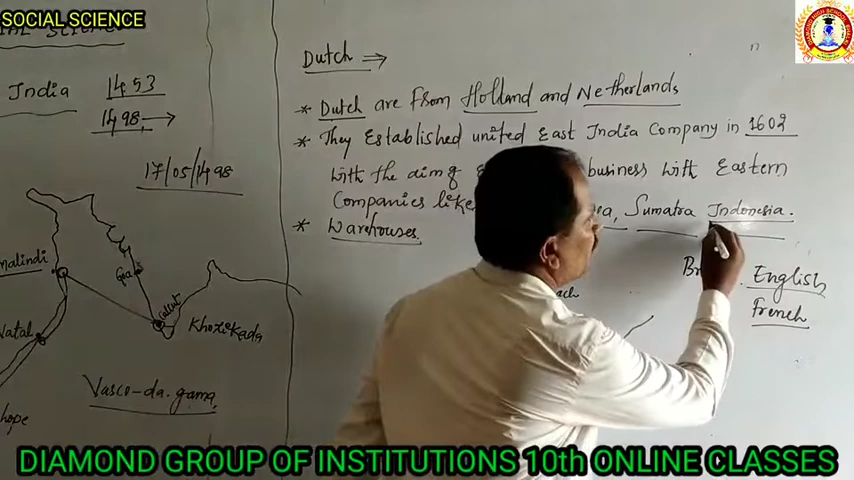 SOCIAL SCIENCE
India 1453
1498
17/05/1498
malindi
Goa
Calicut
Natal
Khozikada
Vasco-da-gama
hope
Dutch
* Dutch are from Holland and Netherlands
* They Established united East India Company in 1602
with the aim of business with Eastern
Companies like Sumatra Indonesia.
* Warehouses.
English
French
DIAMOND GROUP OF INSTITUTIONS 10th ONLINE CLASSES